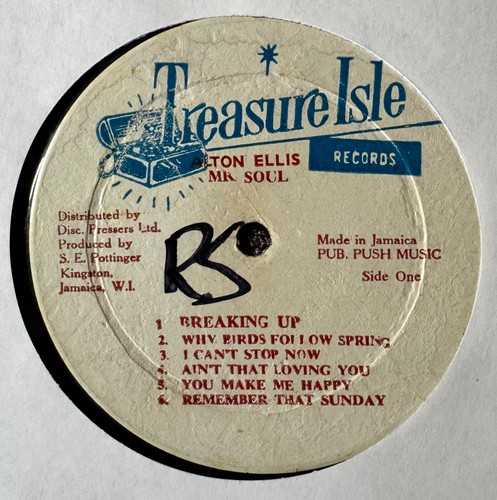 Treasure Isle
RECORDS
ALTON ELLIS
MR SOUL
Distributed by
Disc. Pressers Ltd.
Produced by
S. E. Pottinger
Kingston,
Jamaica, W.I.
RS
Made in Jamaica
PUB. PUSH MUSIC
Side One
1 BREAKING UP
2. WHY BIRDS FOLLOW SPRING
3. I CAN'T STOP NOW
4. AIN'T THAT LOVING YOU
5. YOU MAKE ME HAPPY
6. REMEMBER THAT SUNDAY